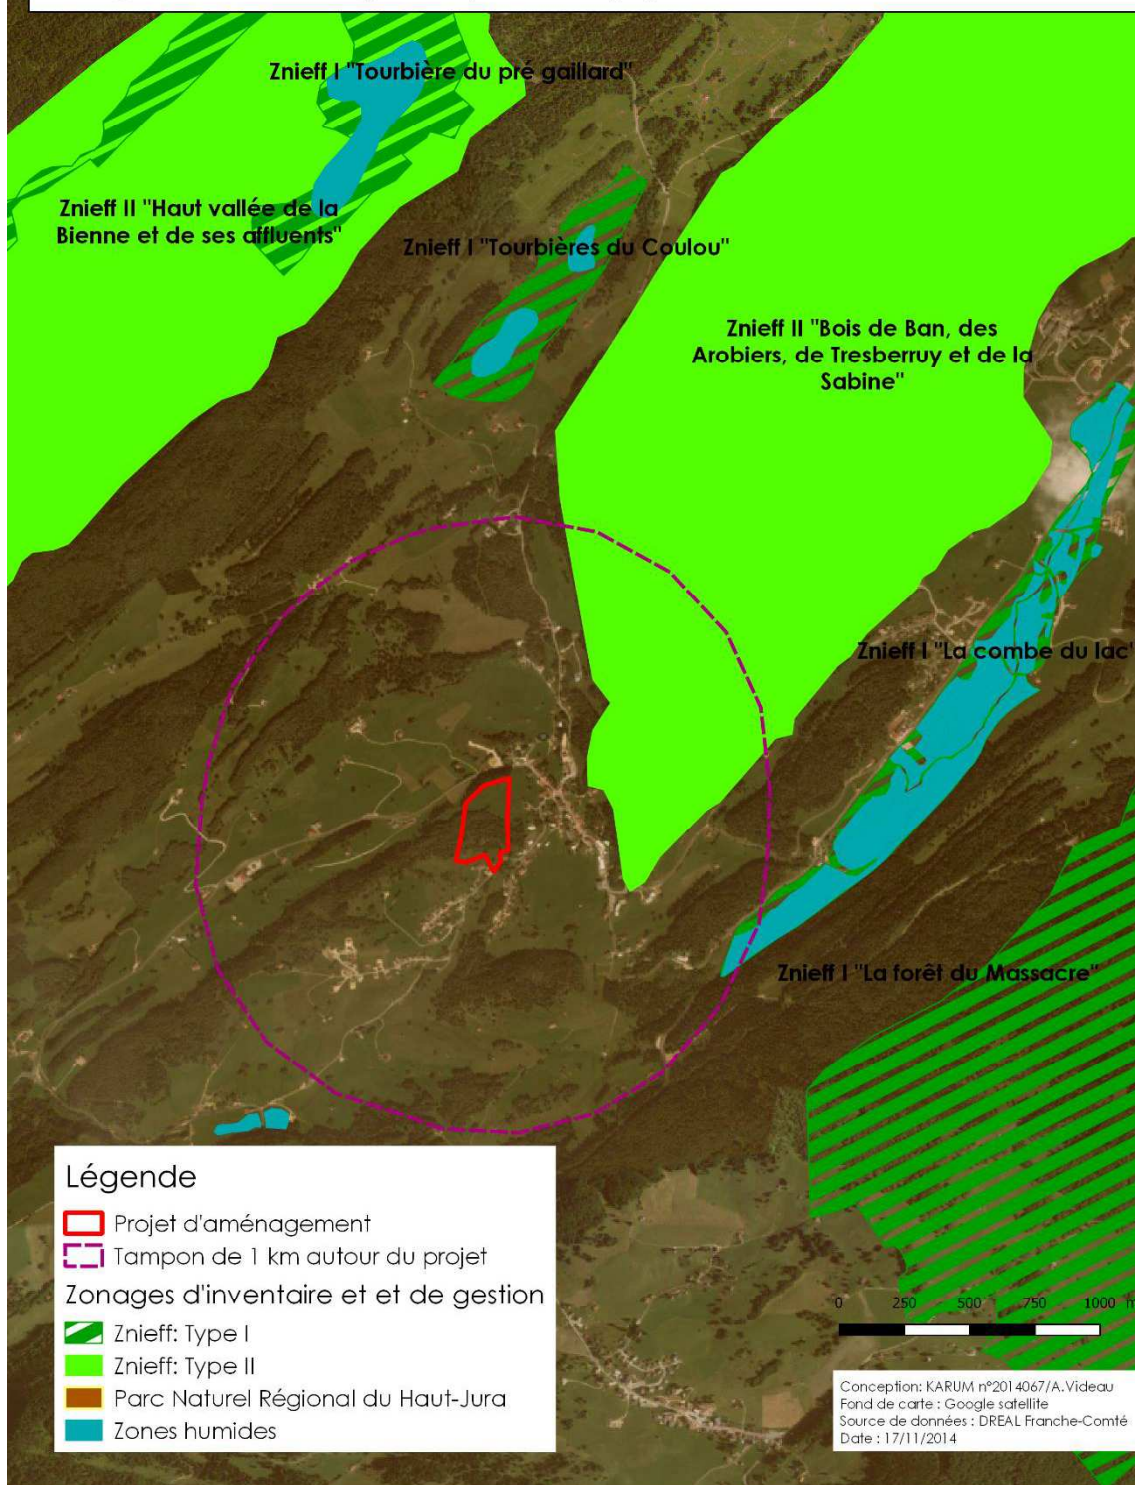 Znieff I "Tourbière du pré gaillard"
Znieff II "Haut vallée de la
Bienne et de ses affluents"
Znieff I "Tourbières du Coulou"
Znieff II "Bois de Ban, des
Arobiers, de Tresberruy et de la
Sabine"
Znieff I "La combe du lac"
Znieff I "La forêt du Massacre"
Légende
Projet d'aménagement
Tampon de 1 km autour du projet
Zonages d'inventaire et et de gestion
Znieff: Type I
Znieff: Type II
Parc Naturel Régional du Haut-Jura
Zones humides
0 250 500 750 1000 m
Conception: KARUM n°2014067/A.Videau
Fond de carte : Google satellite
Source de données : DREAL Franche-Comté
Date : 17/11/2014